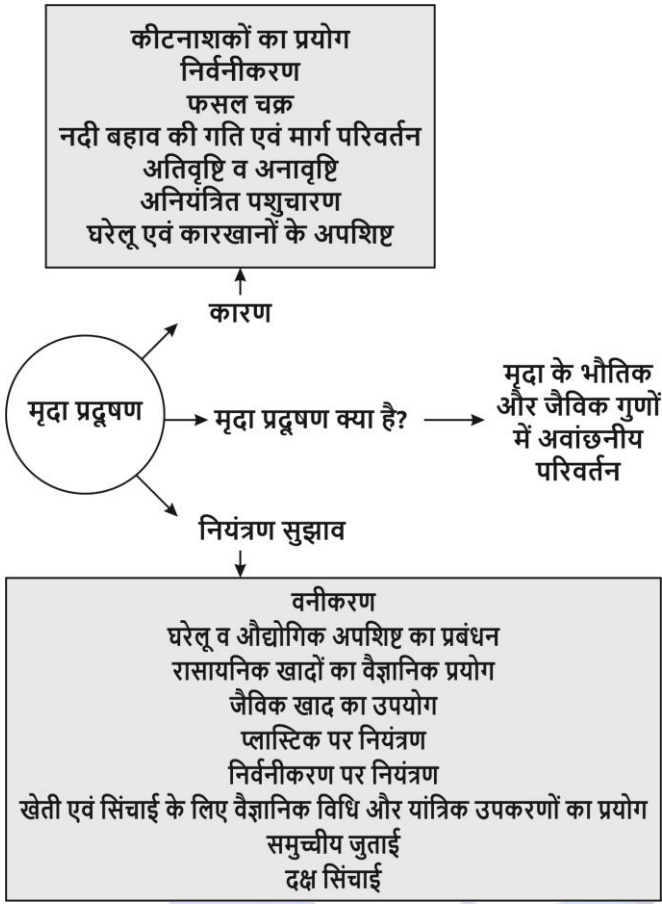 कीटनाशकों का प्रयोग
निर्वनीकरण
फसल चक्र
नदी बहाव की गति एवं मार्ग परिवर्तन
अतिवृष्टि व अनावृष्टि
अनियंत्रित पशुचारण
घरेलू एवं कारखानों के अपशिष्ट
कारण
मृदा प्रदूषण
मृदा प्रदूषण क्या है?
मृदा के भौतिक
और जैविक गुणों
में अवांछनीय
परिवर्तन
नियंत्रण सुझाव
वनीकरण
घरेलू व औद्योगिक अपशिष्ट का प्रबंधन
रासायनिक खादों का वैज्ञानिक प्रयोग
जैविक खाद का उपयोग
प्लास्टिक पर नियंत्रण
निर्वनीकरण पर नियंत्रण
खेती एवं सिंचाई के लिए वैज्ञानिक विधि और यांत्रिक उपकरणों का प्रयोग
समुच्चीय जुताई
दक्ष सिंचाई